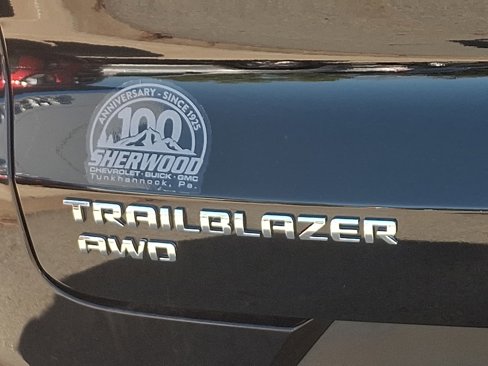 ANNIVERSARY - SINCE 1925
100
SHERWOOD
CHEVROLET • BUICK • GMC
Tunkhannock, Pa.
TRAILBLAZER
AWD